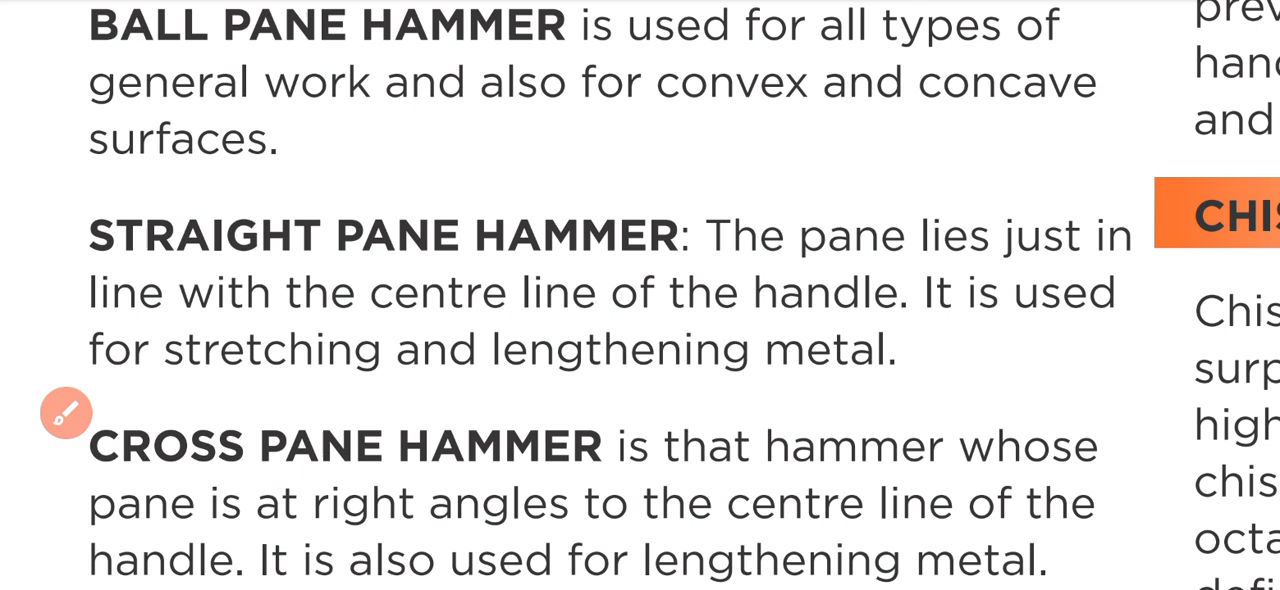 BALL PANE HAMMER is used for all types of
general work and also for convex and concave
surfaces.
STRAIGHT PANE HAMMER: The pane lies just in
line with the centre line of the handle. It is used
for stretching and lengthening metal.
CROSS PANE HAMMER is that hammer whose
pane is at right angles to the centre line of the
handle. It is also used for lengthening metal.
and